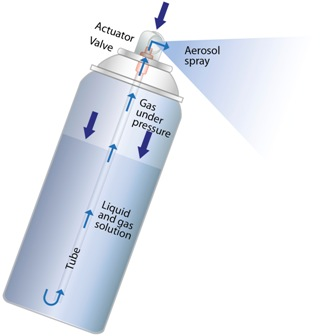 Actuator
Valve
Aerosol
spray
Gas
under
pressure
Liquid
and gas
solution
Tube